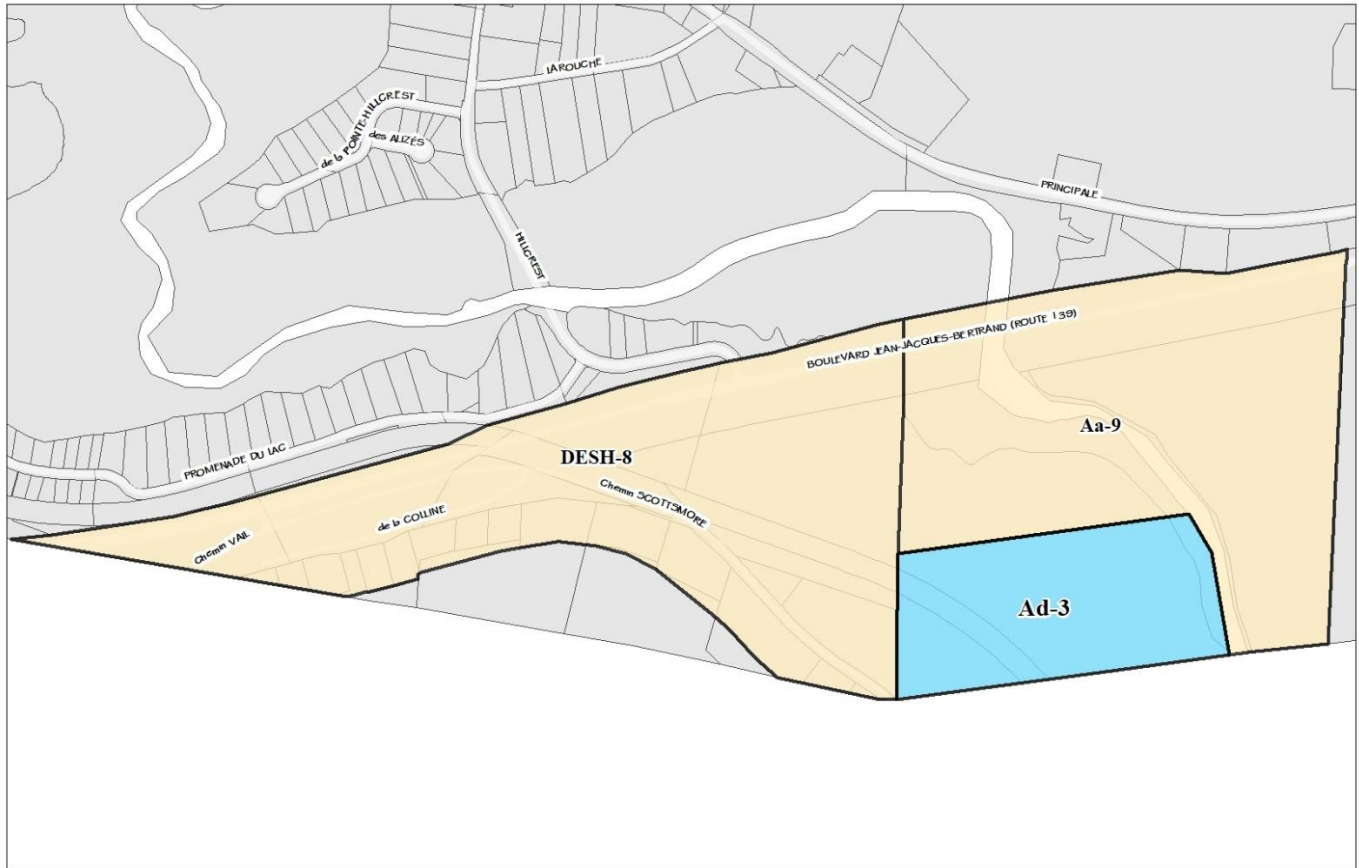 LAROUCHE
de la POINTE-HILLCREST
des ALIZÉS
PRINCIPALE
HILLCREST
BOULEVARD JEAN-JACQUES-BERTRAND (ROUTE 139)
Aa-9
DESH-8
PROMENADE DU LAC
Chemin SCOTTSMORE
de la COLLINE
Chemin VAIL
Ad-3